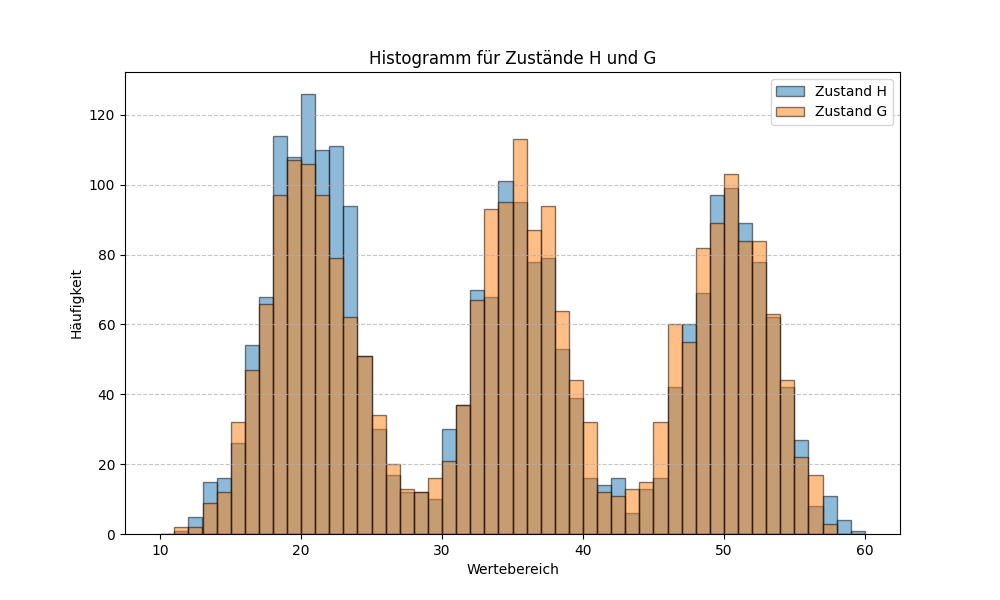 Histogramm für Zustände H und G
Zustand H
Zustand G
Häufigkeit
120
100
80
60
40
20
0
10 20 30 40 50 60
Wertebereich